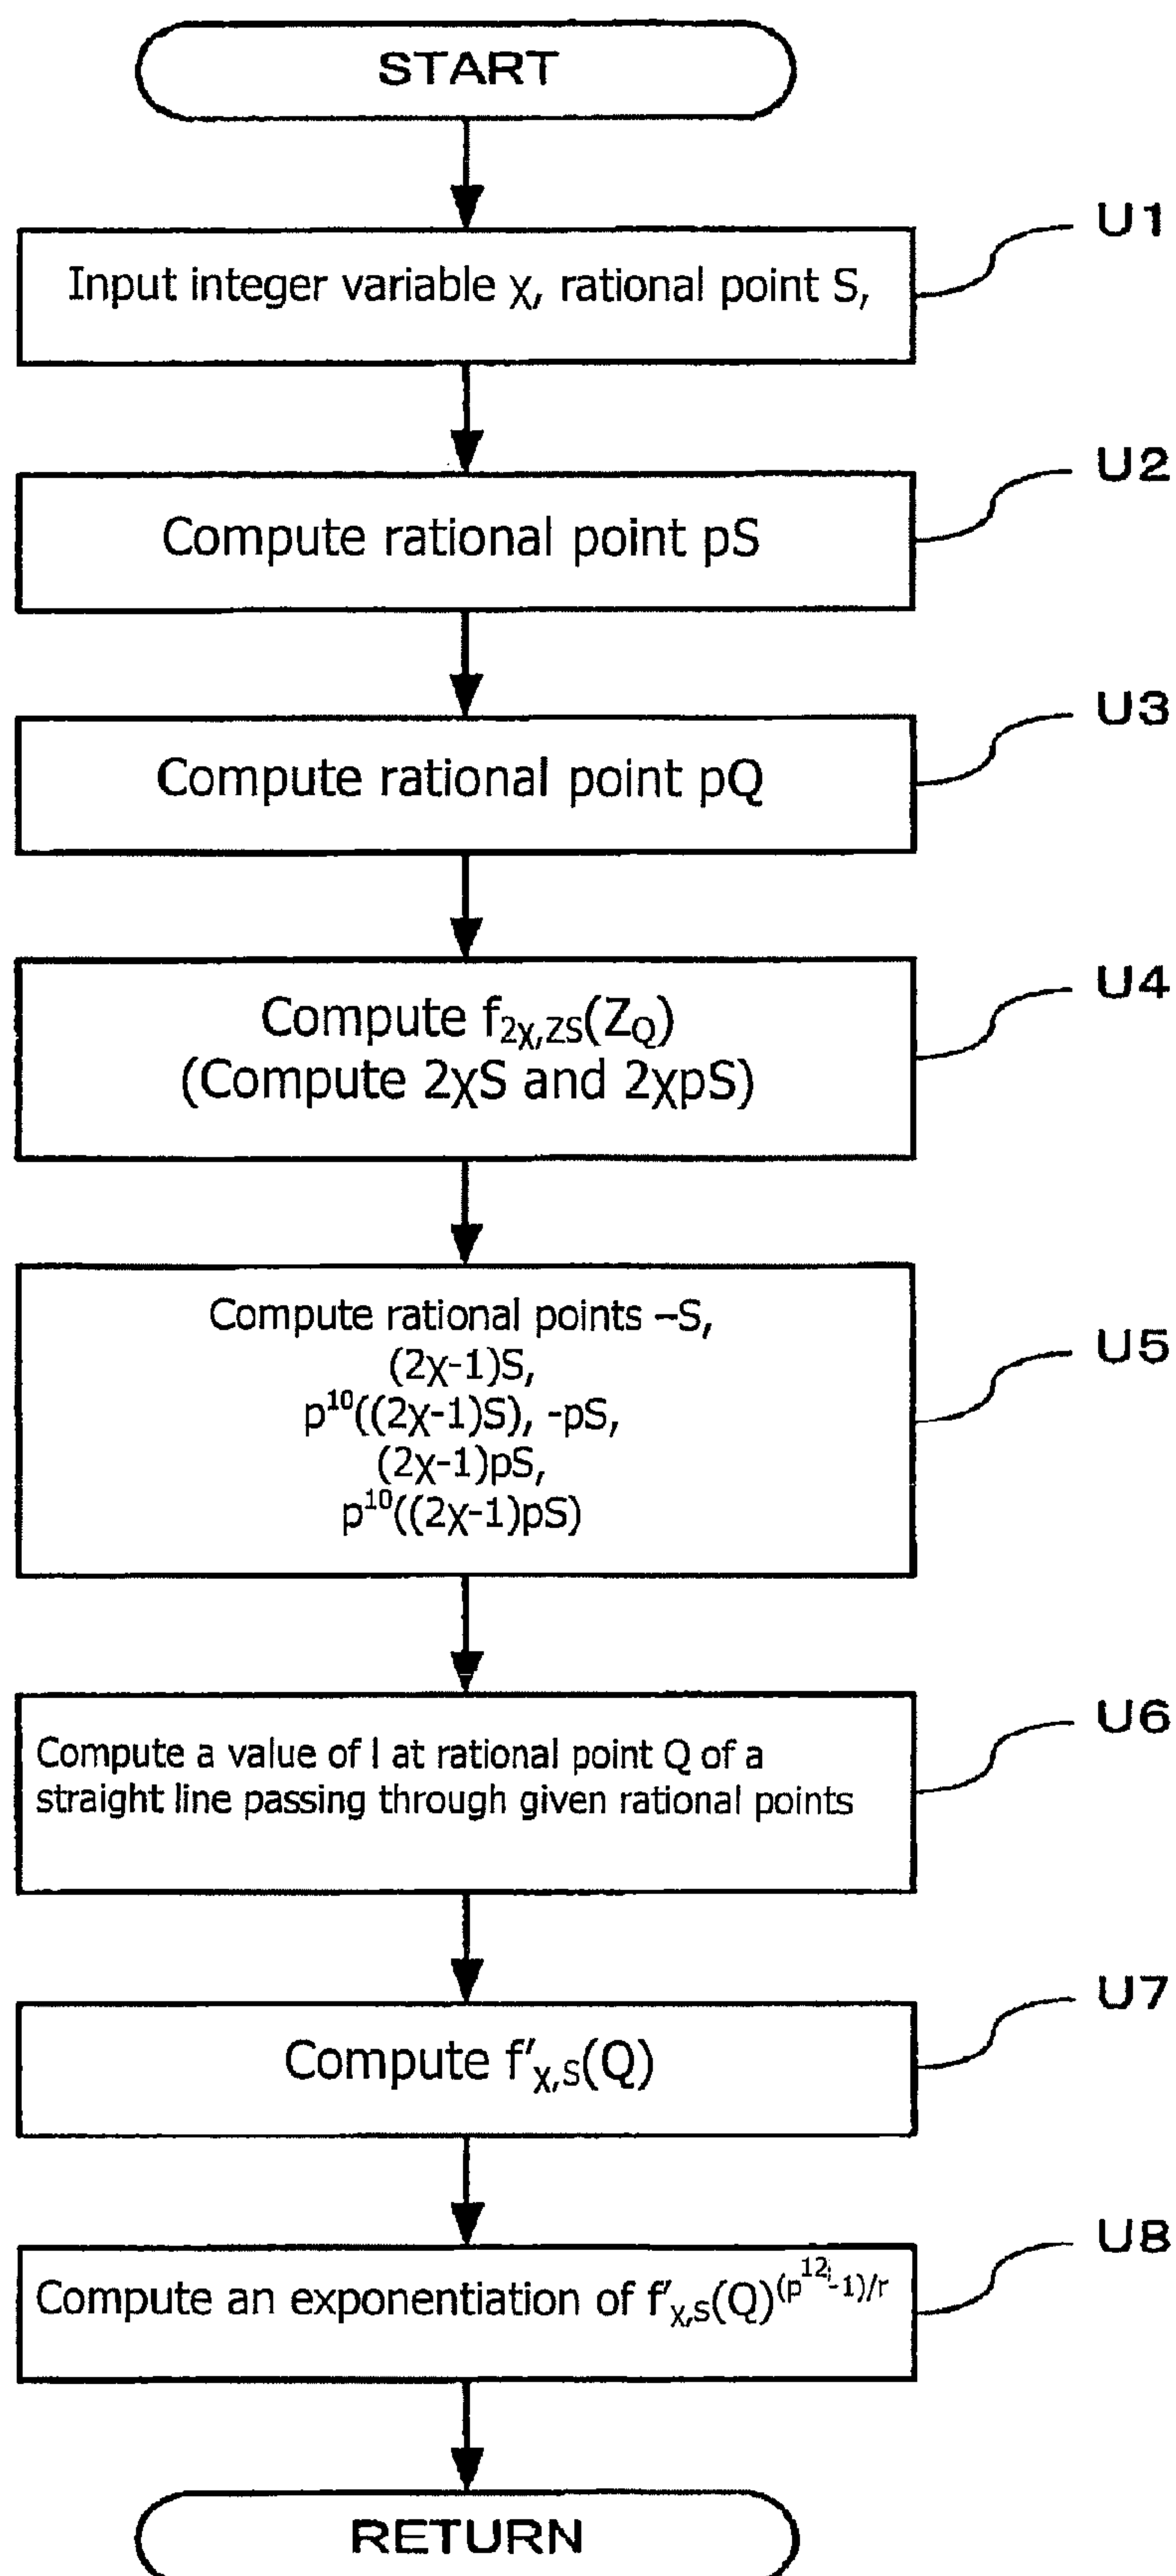 START
U1
Input integer variable χ, rational point S,
U2
Compute rational point pS
U3
Compute rational point pQ
U4
Compute f₂χ,ZS(ZQ)
(Compute 2χS and 2χpS)
U5
Compute rational points –S,
(2χ-1)S,
p¹⁰((2χ-1)S), -pS,
(2χ-1)pS,
p¹⁰((2χ-1)pS)
U6
Compute a value of l at rational point Q of a
straight line passing through given rational points
U7
Compute f'χ,S(Q)
U8
Compute an exponentiation of f'χ,S(Q)^(p¹²-1)/r
RETURN